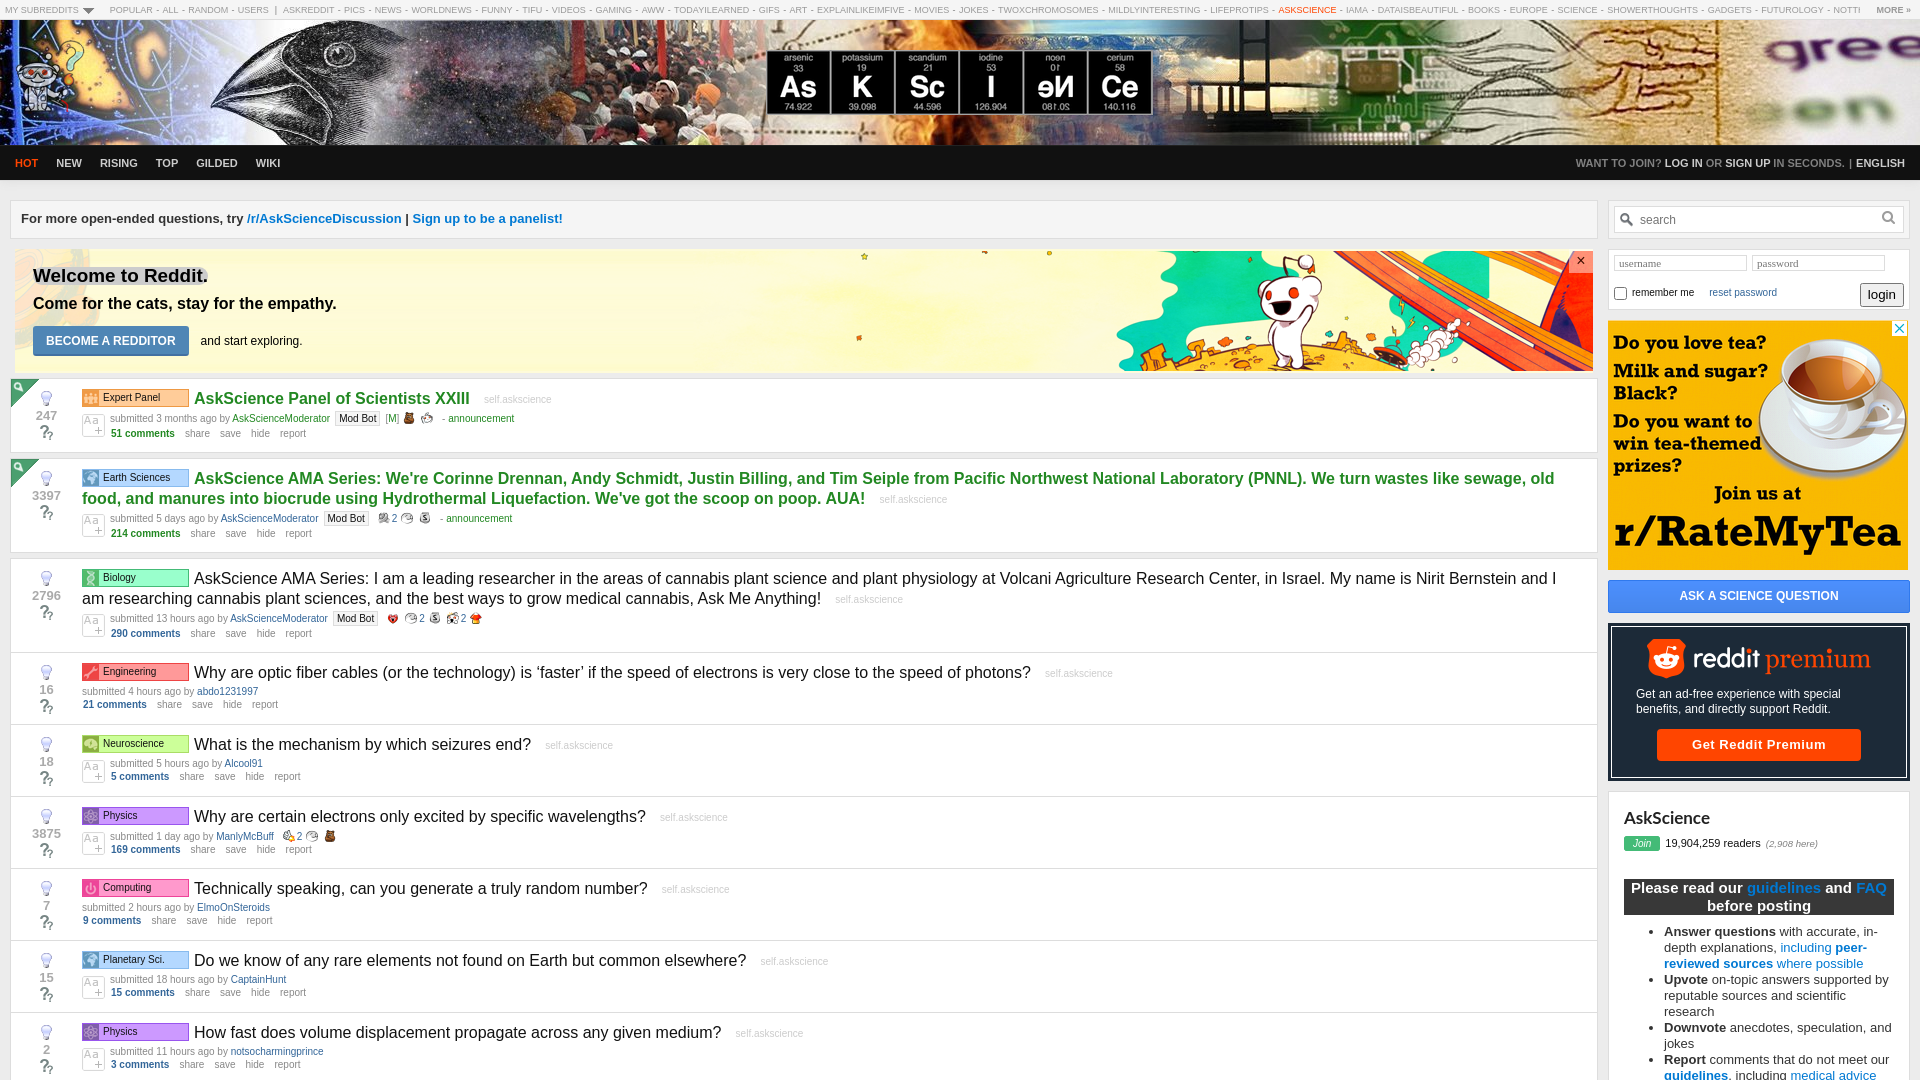 MY SUBREDDITS POPULAR - ALL - RANDOM - USERS | ASKREDDIT - PICS - NEWS - WORLDNEWS - FUNNY - TIFU - VIDEOS - GAMING - AWW - TODAYILEARNED - GIFS - ART - EXPLAINLIKEIMFIVE - MOVIES - JOKES - TWOXCHROMOSOMES - MILDLYINTERESTING - LIFEPROTIPS - ASKSCIENCE - IAMA - DATAISBEAUTIFUL - BOOKS - EUROPE - SCIENCE - SHOWERTHOUGHTS - GADGETS - FUTUROLOGY - NOTTI MORE »
arsenic potassium scandium iodine neon cerium
33 19 21 53 10 58
As K Sc I Ne Ce
74.922 39.098 44.596 126.904 20.180 140.116
gree
en
HOT NEW RISING TOP GILDED WIKI
WANT TO JOIN? LOG IN OR SIGN UP IN SECONDS. | ENGLISH
For more open-ended questions, try /r/AskScienceDiscussion | Sign up to be a panelist!
Welcome to Reddit.
Come for the cats, stay for the empathy.
BECOME A REDDITOR and start exploring.
×
247
Expert Panel AskScience Panel of Scientists XXIII self.askscience
submitted 3 months ago by AskScienceModerator Mod Bot [M] - announcement
51 comments share save hide report
3397
Earth Sciences AskScience AMA Series: We're Corinne Drennan, Andy Schmidt, Justin Billing, and Tim Seiple from Pacific Northwest National Laboratory (PNNL). We turn wastes like sewage, old
food, and manures into biocrude using Hydrothermal Liquefaction. We've got the scoop on poop. AUA! self.askscience
submitted 5 days ago by AskScienceModerator Mod Bot 2 - announcement
214 comments share save hide report
2796
Biology AskScience AMA Series: I am a leading researcher in the areas of cannabis plant science and plant physiology at Volcani Agriculture Research Center, in Israel. My name is Nirit Bernstein and I
am researching cannabis plant sciences, and the best ways to grow medical cannabis, Ask Me Anything! self.askscience
submitted 13 hours ago by AskScienceModerator Mod Bot 2 2
290 comments share save hide report
16
Engineering Why are optic fiber cables (or the technology) is ‘faster’ if the speed of electrons is very close to the speed of photons? self.askscience
submitted 4 hours ago by abdo1231997
21 comments share save hide report
18
Neuroscience What is the mechanism by which seizures end? self.askscience
submitted 5 hours ago by Alcool91
5 comments share save hide report
3875
Physics Why are certain electrons only excited by specific wavelengths? self.askscience
submitted 1 day ago by ManlyMcBuff 2
169 comments share save hide report
7
Computing Technically speaking, can you generate a truly random number? self.askscience
submitted 2 hours ago by ElmoOnSteroids
9 comments share save hide report
15
Planetary Sci. Do we know of any rare elements not found on Earth but common elsewhere? self.askscience
submitted 18 hours ago by CaptainHunt
15 comments share save hide report
2
Physics How fast does volume displacement propagate across any given medium? self.askscience
submitted 11 hours ago by notsocharmingprince
3 comments share save hide report
search
username password
remember me reset password login
Do you love tea?
Milk and sugar?
Black?
Do you want to
win tea-themed
prizes?
Join us at
r/RateMyTea
ASK A SCIENCE QUESTION
reddit premium
Get an ad-free experience with special
benefits, and directly support Reddit.
Get Reddit Premium
AskScience
Join 19,904,259 readers (2,908 here)
Please read our guidelines and FAQ
before posting
• Answer questions with accurate, in-
depth explanations, including peer-
reviewed sources where possible
• Upvote on-topic answers supported by
reputable sources and scientific
research
• Downvote anecdotes, speculation, and
jokes
• Report comments that do not meet our
guidelines, including medical advice